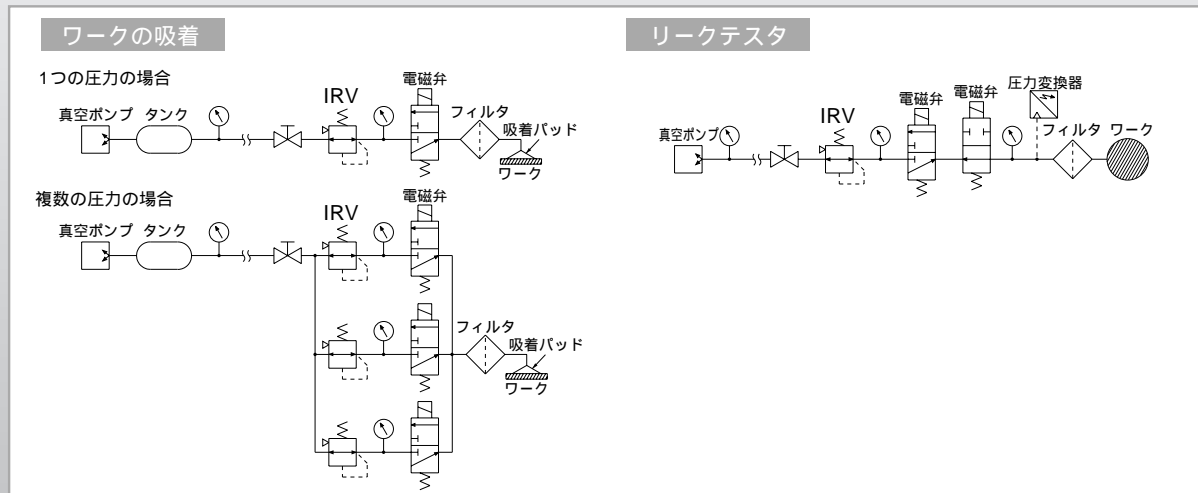 ワークの吸着
1つの圧力の場合
真空ポンプ タンク
IRV
電磁弁
フィルタ
吸着パッド
ワーク
複数の圧力の場合
真空ポンプ タンク
IRV
電磁弁
フィルタ
吸着パッド
ワーク
リークテスタ
真空ポンプ
IRV
電磁弁
電磁弁
圧力変換器
フィルタ ワーク